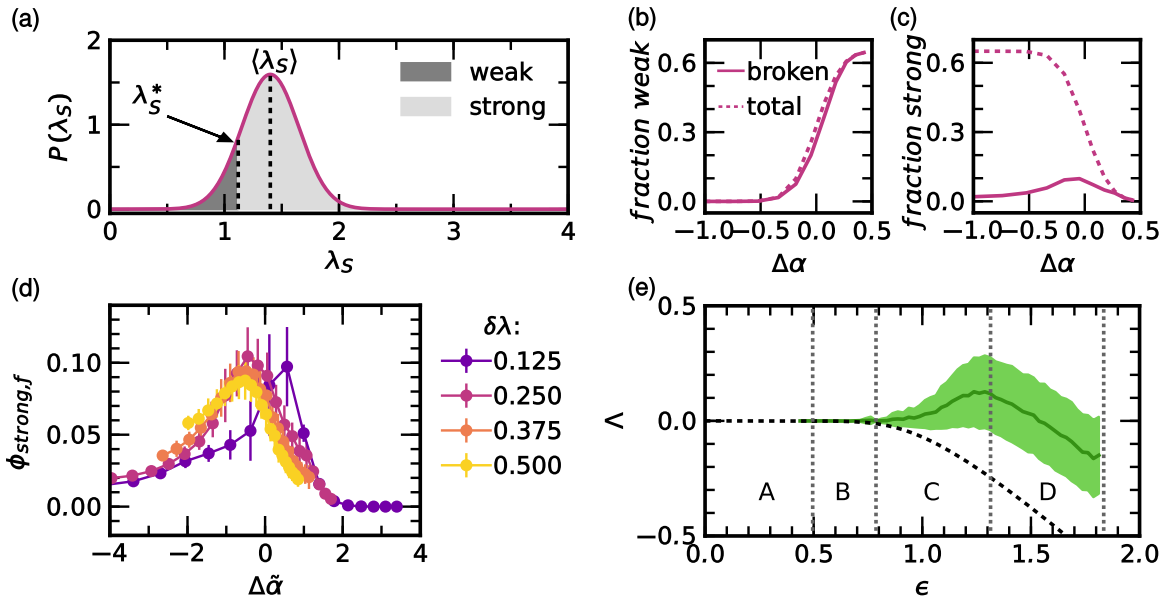 (a)
2
1
0
P(λS)
0
1
2
3
4
λS
λS*
⟨λS⟩
weak
strong
(b)
0.6
0.3
0.0
fraction weak
broken
total
−1.0
−0.5
0.0
0.5
Δα
(c)
0.6
0.3
0.0
fraction strong
−1.0
−0.5
0.0
0.5
Δα
(d)
0.10
0.05
0.00
ϕstrong,f
−4
−2
0
2
4
Δα̃
δλ:
0.125
0.250
0.375
0.500
(e)
0.5
0.0
−0.5
Λ
A
B
C
D
0.0
0.5
1.0
1.5
2.0
ϵ